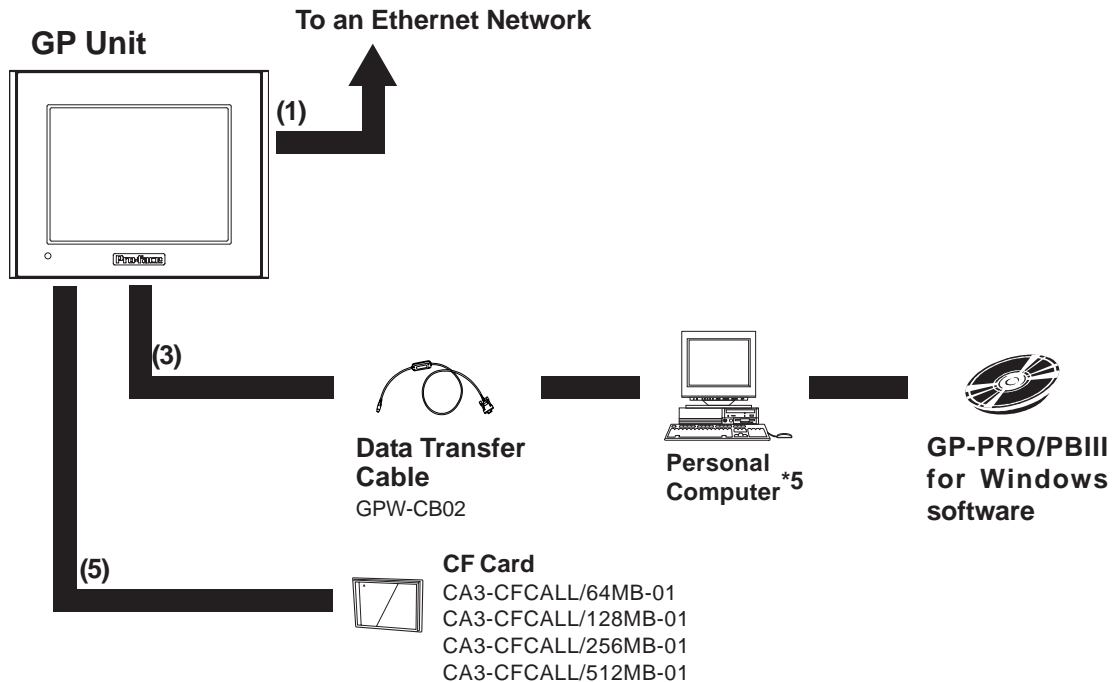 To an Ethernet Network
GP Unit
(1)
Pro-face
(3)
Data Transfer
Cable
GPW-CB02
Personal
Computer*5
GP-PRO/PBIII
for Windows
software
(5)
CF Card
CA3-CFCALL/64MB-01
CA3-CFCALL/128MB-01
CA3-CFCALL/256MB-01
CA3-CFCALL/512MB-01